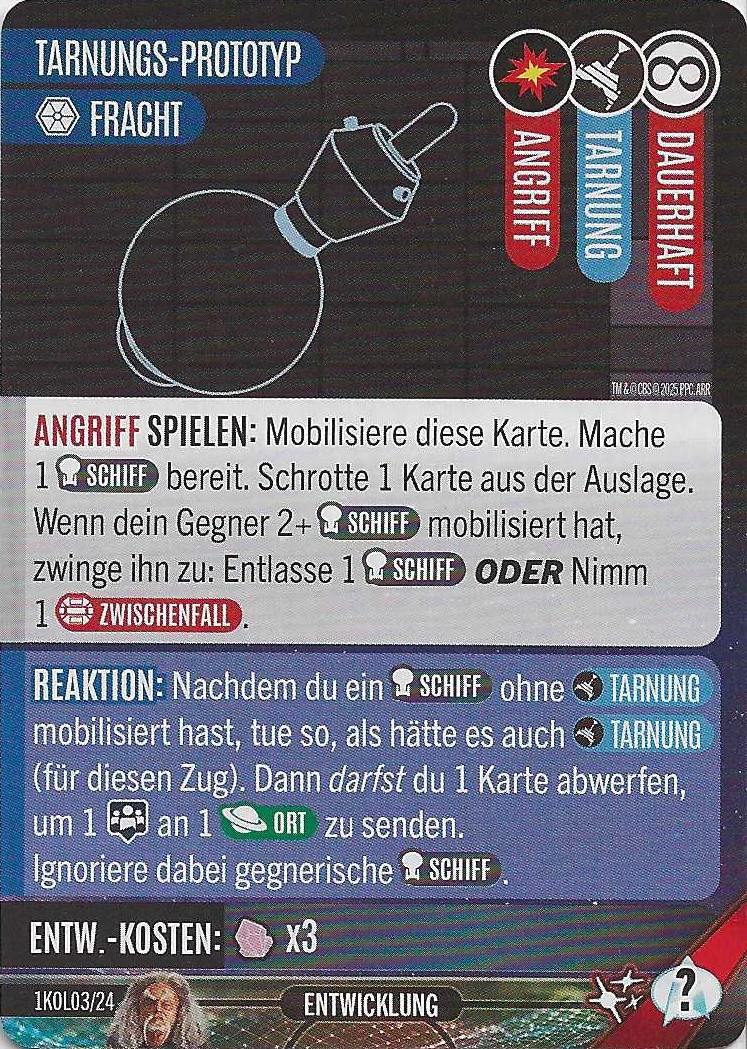 TARNUNGS-PROTOTYP
FRACHT
ANGRIFF
TARNUNG
DAUERHAFT
TM & © CBS © 2025 PPC. ARR
ANGRIFF SPIELEN: Mobilisiere diese Karte. Mache
1 SCHIFF bereit. Schrotte 1 Karte aus der Auslage.
Wenn dein Gegner 2+ SCHIFF mobilisiert hat,
zwinge ihn zu: Entlasse 1 SCHIFF ODER Nimm
1 ZWISCHENFALL.
REAKTION: Nachdem du ein SCHIFF ohne TARNUNG
mobilisiert hast, tue so, als hätte es auch TARNUNG
(für diesen Zug). Dann darfst du 1 Karte abwerfen,
um 1 an 1 ORT zu senden.
Ignoriere dabei gegnerische SCHIFF.
ENTW.-KOSTEN: x3
1KOL03/24
ENTWICKLUNG
?